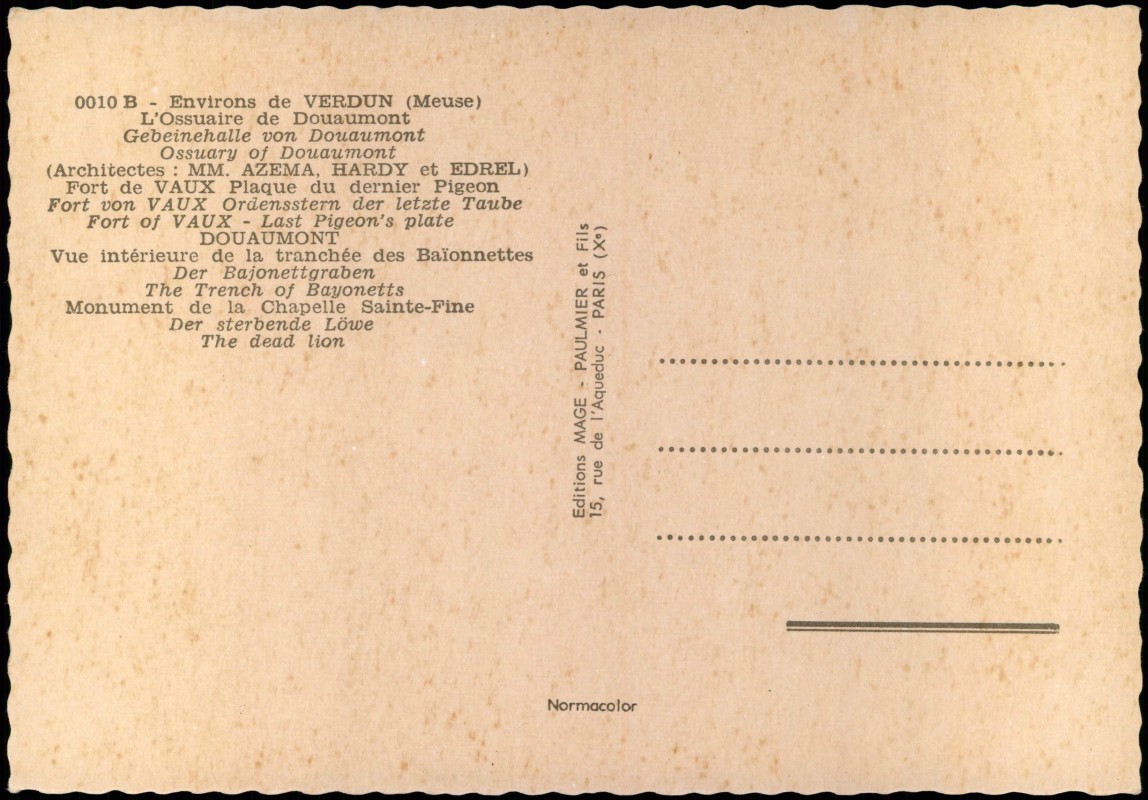 0010 B - Environs de VERDUN (Meuse)
L'Ossuaire de Douaumont
Gebeinehalle von Douaumont
Ossuary of Douaumont
(Architectes : MM. AZEMA, HARDY et EDREL)
Fort de VAUX Plaque du dernier Pigeon
Fort von VAUX Ordensstern der letzte Taube
Fort of VAUX - Last Pigeon's plate
DOUAUMONT
Vue intérieure de la tranchée des Baïonnettes
Der Bajonettgraben
The Trench of Bayonetts
Monument de la Chapelle Sainte-Fine
Der sterbende Löwe
The dead lion
Editions MAGE - PAULMIER et Fils
15, rue de l'Aqueduc - PARIS (Xᵉ)
Normacolor